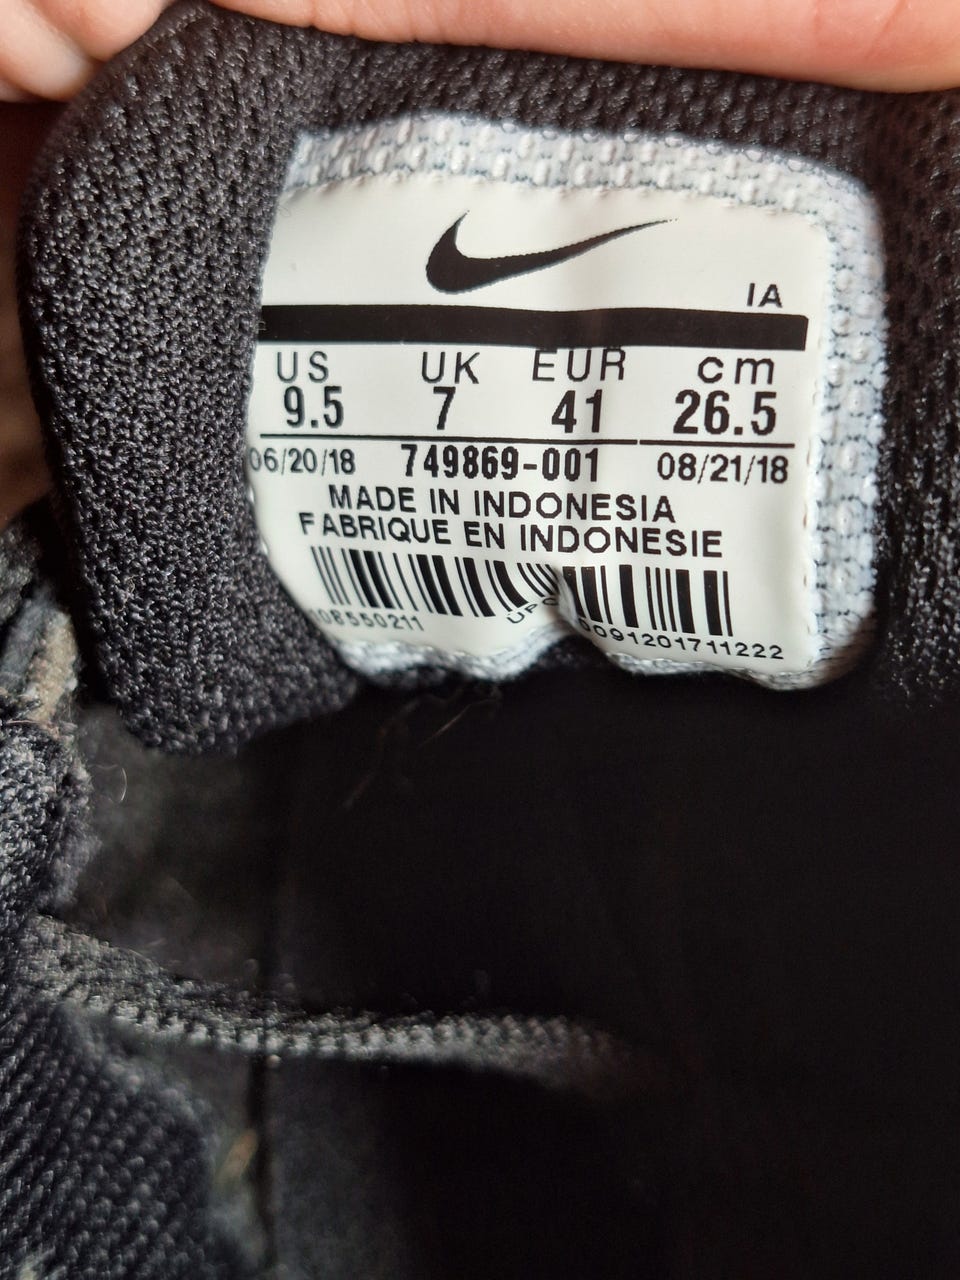 IA
US UK EUR cm
9.5 7 41 26.5
06/20/18 749869-001 08/21/18
MADE IN INDONESIA
FABRIQUE EN INDONESIE
UPC